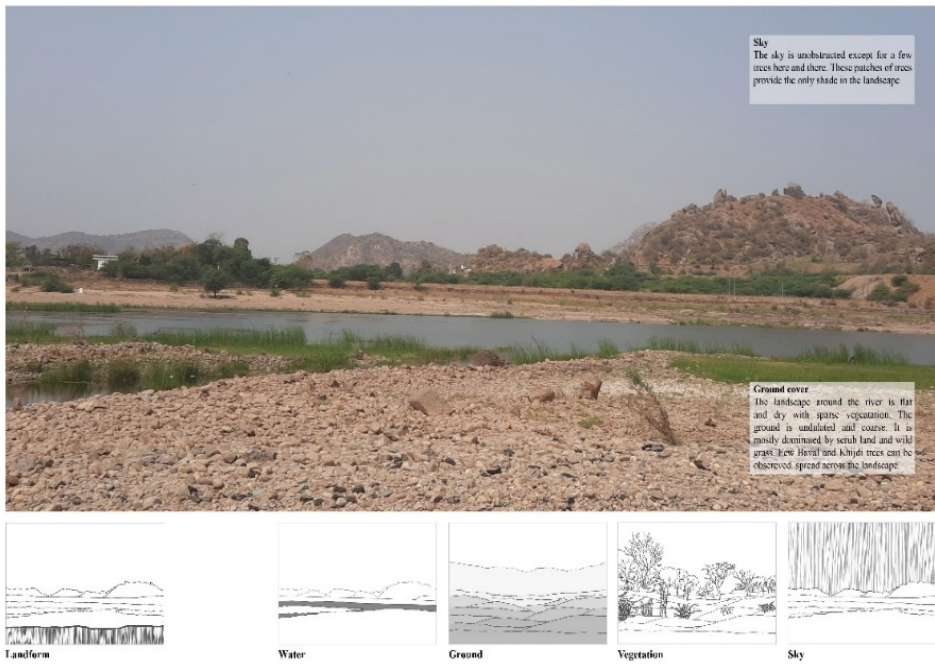 Sky
The sky is unobstructed except for a few
trees here and there. These patches of trees
provide the only shade in the landscape
Ground cover
The landscape around the river is flat
and dry with sparse vegeatation. The
ground is undulated and coarse. It is
mostly dominated by scrub land and wild
grass. Few Baval and Khijdi trees can be
obsereved spread across the landscape
Landform
Water
Ground
Vegetation
Sky